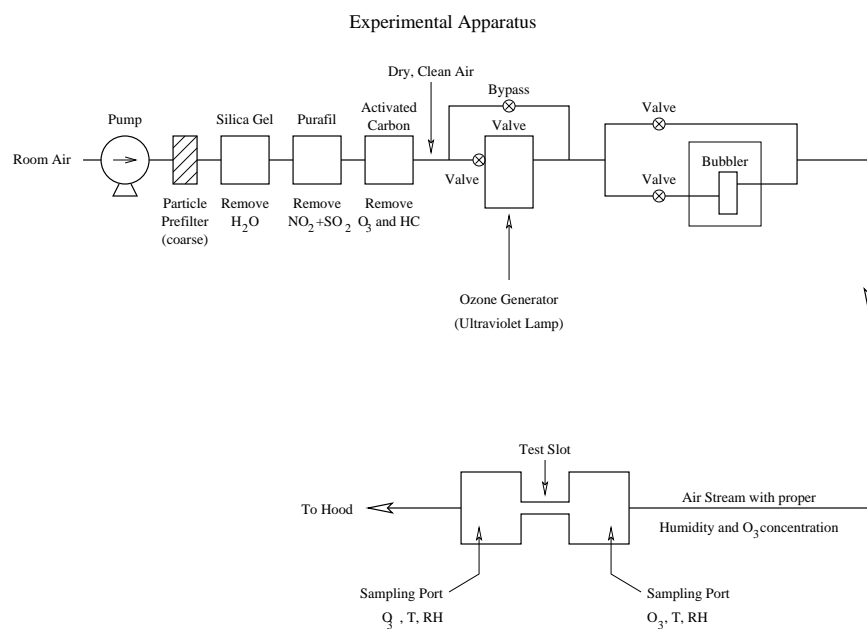 Experimental Apparatus
Dry, Clean Air
Bypass
Pump
Silica Gel
Purafil
Activated
Carbon
Valve
Valve
Room Air
Bubbler
Valve
Valve
Particle
Prefilter
(coarse)
Remove
H2O
Remove
NO2+SO2
Remove
O3 and HC
Ozone Generator
(Ultraviolet Lamp)
Test Slot
To Hood
Air Stream with proper
Humidity and O3 concentration
Sampling Port
O3, T, RH
Sampling Port
O3, T, RH